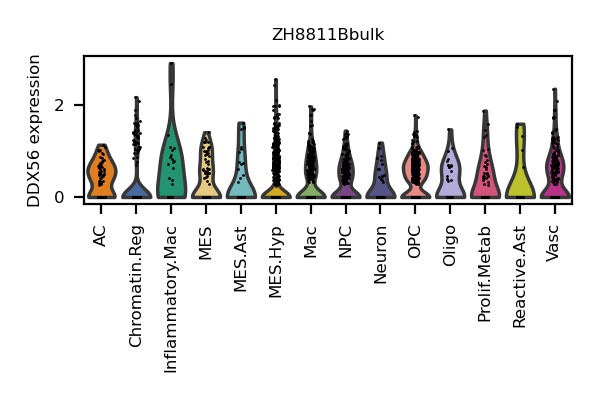 ZH8811Bbulk
DDX56 expression
2
0
AC
Chromatin.Reg
Inflammatory.Mac
MES
MES.Ast
MES.Hyp
Mac
NPC
Neuron
OPC
Oligo
Prolif.Metab
Reactive.Ast
Vasc